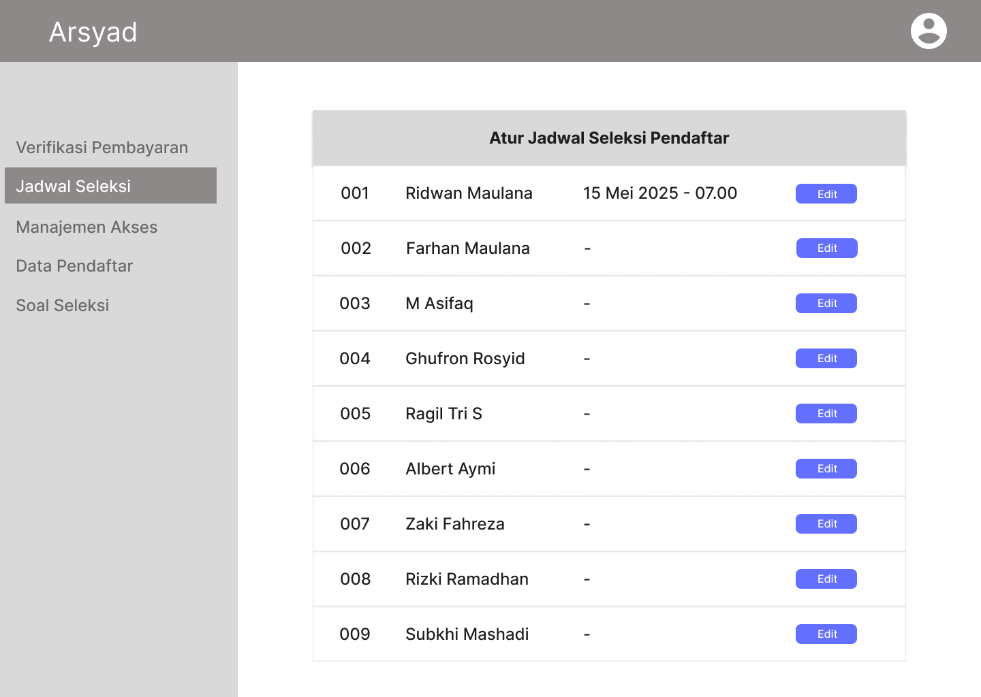 Arsyad
Verifikasi Pembayaran
Jadwal Seleksi
Manajemen Akses
Data Pendaftar
Soal Seleksi
Atur Jadwal Seleksi Pendaftar
001 Ridwan Maulana 15 Mei 2025 - 07.00 Edit
002 Farhan Maulana - Edit
003 M Asifaq - Edit
004 Ghufron Rosyid - Edit
005 Ragil Tri S - Edit
006 Albert Aymi - Edit
007 Zaki Fahreza - Edit
008 Rizki Ramadhan - Edit
009 Subkhi Mashadi - Edit